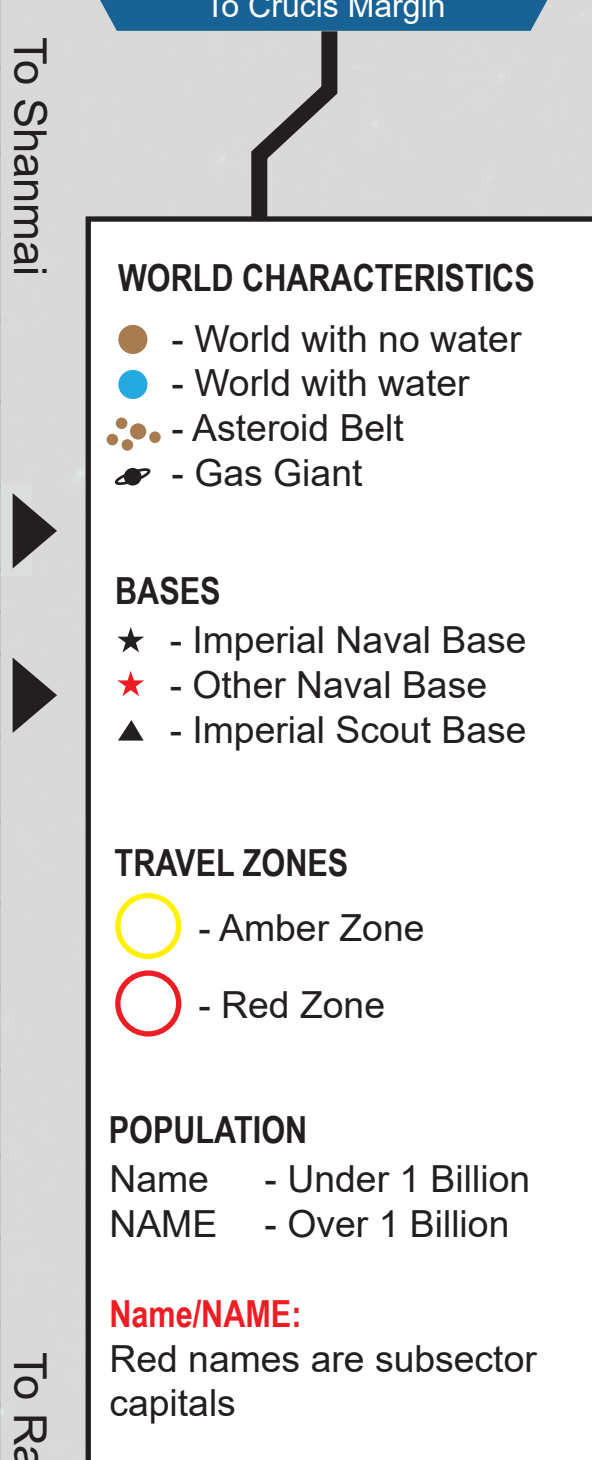 To Crucis Margin
To Shanmai
WORLD CHARACTERISTICS
- World with no water
- World with water
- Asteroid Belt
- Gas Giant
BASES
- Imperial Naval Base
- Other Naval Base
- Imperial Scout Base
TRAVEL ZONES
- Amber Zone
- Red Zone
POPULATION
Name - Under 1 Billion
NAME - Over 1 Billion
Name/NAME:
Red names are subsector
capitals
To